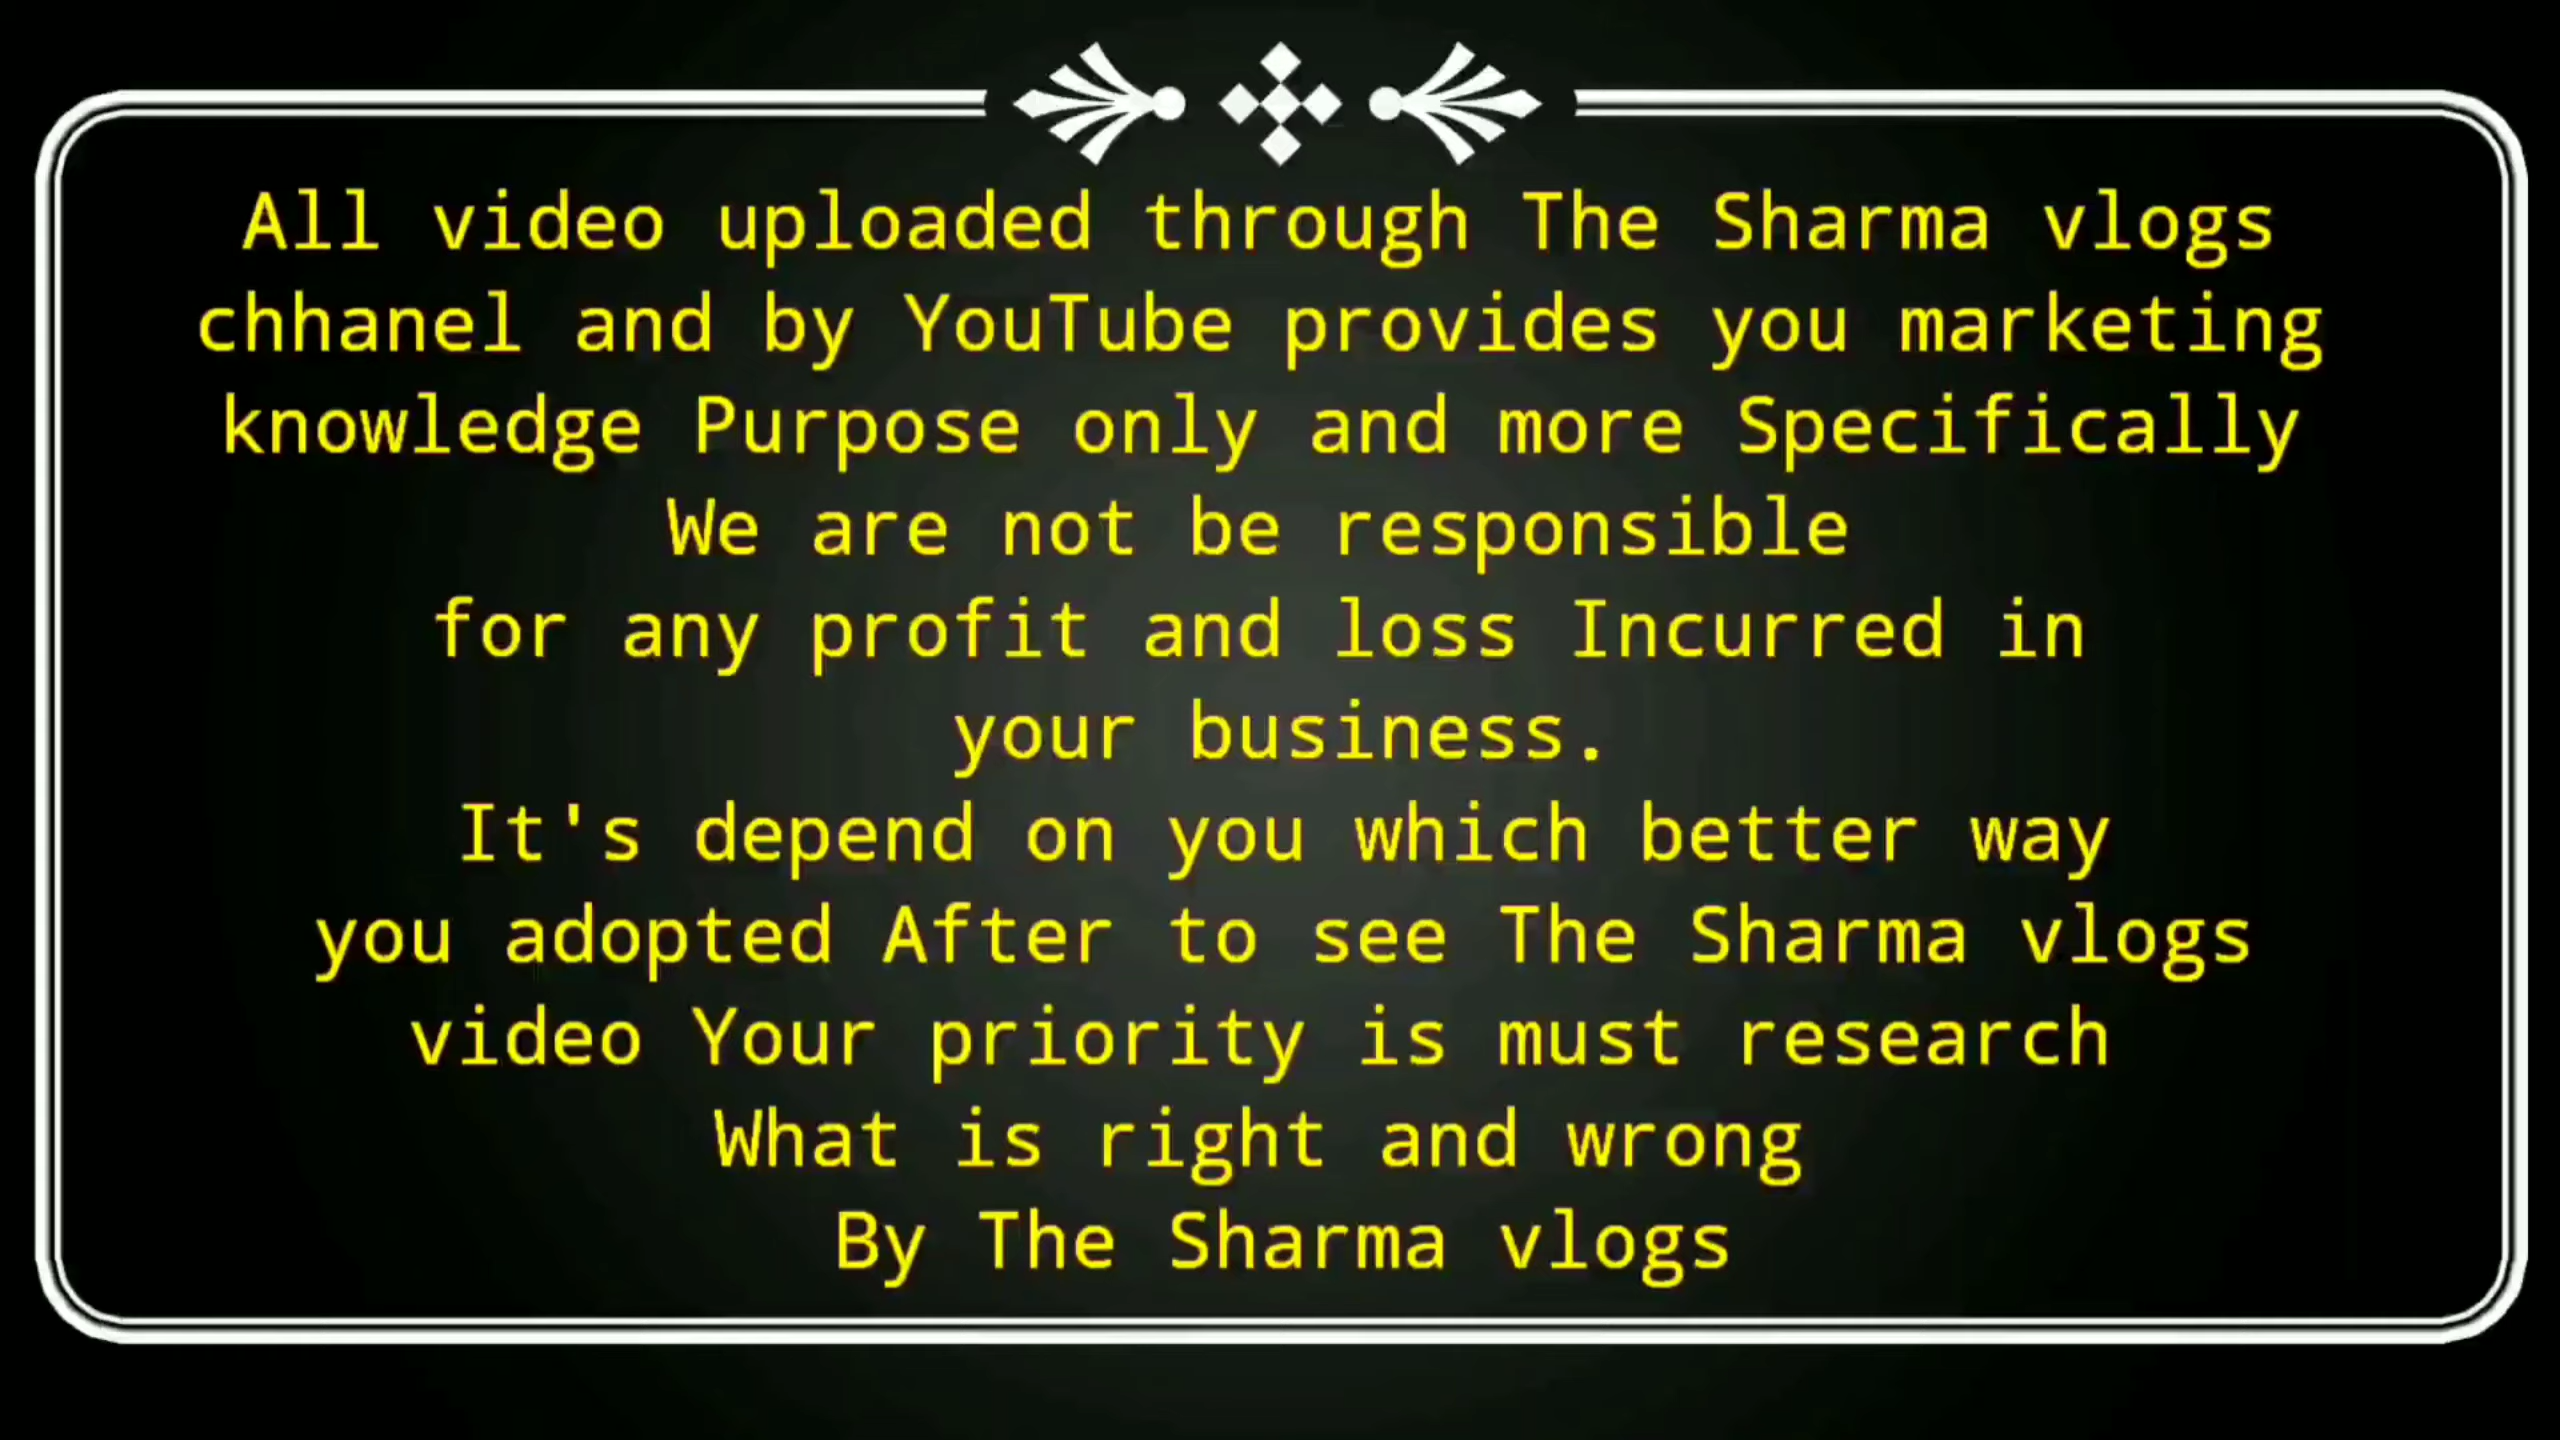 All video uploaded through The Sharma vlogs
chhanel and by YouTube provides you marketing
knowledge Purpose only and more Specifically
We are not be responsible
for any profit and loss Incurred in
your business.
It's depend on you which better way
you adopted After to see The Sharma vlogs
video Your priority is must research
What is right and wrong
By The Sharma vlogs